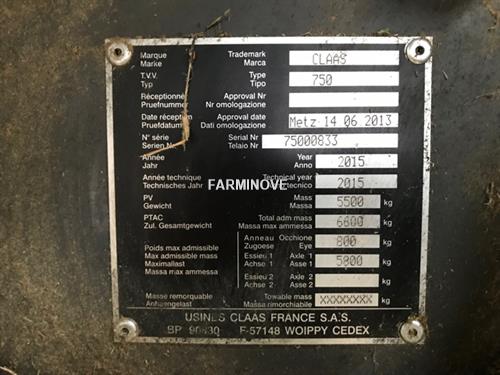 Marque Trademark CLAAS
Marke Marca
T.V.V. Type 750
Typ Tipo
Réceptionné Approval Nr
Pruefnummer Nr omologazione
Date réception Approval date Metz 14 06 2013
Pruefdatum Dati omologazione
N° série Serial Nr 75000833
Serien Nr Telaio Nr
Année Year 2015
Jahr Anno
Année technique Technical year 2015
Technisches Jahr tecnico
FARMINOVE
PV Mass 5500 kg
Gewicht Massa
PTAC Total adm mass 6600 kg
Zul. Gesamtgewicht Massa max ammessa
Anneau Occhione 800 kg
Poids max admissible Zugoese Eye
Max admissible mass Essieu 1 Axle 1 5800 kg
Maximallast Achse 1 Asse 1
Massa max ammessa Essieu 2 Axle 2 kg
Achse 2 Asse 2
Masse remorquable Towable mass XXXXXXXX kg
Anhaengelast Massa rimorchiabile
USINES CLAAS FRANCE S.A.S.
BP F-57148 WOIPPY CEDEX